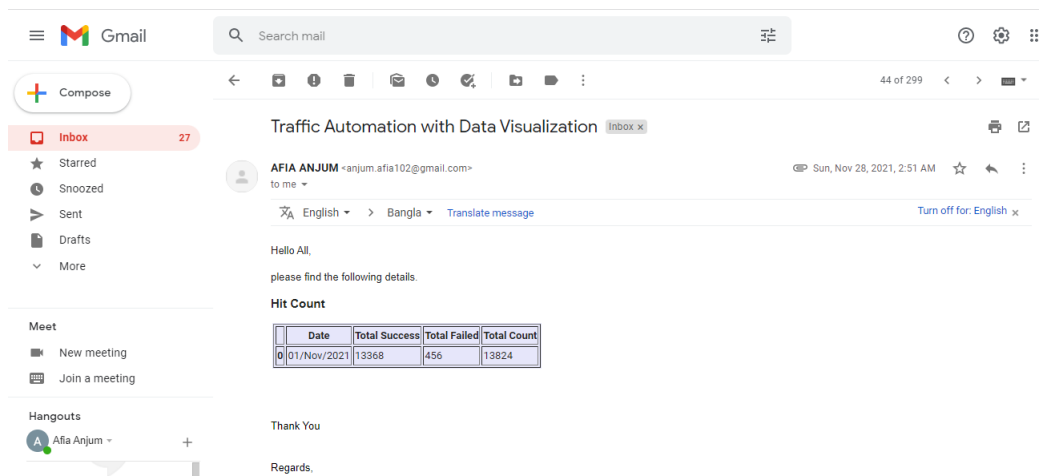 Gmail
Search mail
Compose
44 of 299
Inbox 27
Starred
Snoozed
Sent
Drafts
More
Meet
New meeting
Join a meeting
Hangouts
A Afia Anjum
Traffic Automation with Data Visualization Inbox x
AFIA ANJUM <anjum.afia102@gmail.com> Sun, Nov 28, 2021, 2:51 AM
to me
English > Bangla Translate message Turn off for: English x
Hello All,
please find the following details.
Hit Count
Date Total Success Total Failed Total Count
0 01/Nov/2021 13368 456 13824
Thank You
Regards,